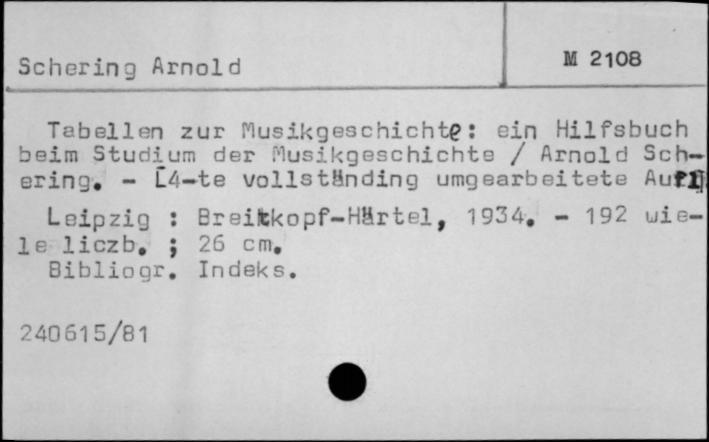 Schering Arnold
M 2108
Tabellen zur Musikgeschichte: ein Hilfsbuch
beim Studium der Musikgeschichte / Arnold Sch-
ering. - [4-te vollständing umgearbeitete Aufl]
Leipzig : Breitkopf-Härtel, 1934. - 192 wie-
le liczb. ; 26 cm.
Bibliogr. Indeks.
240615/81